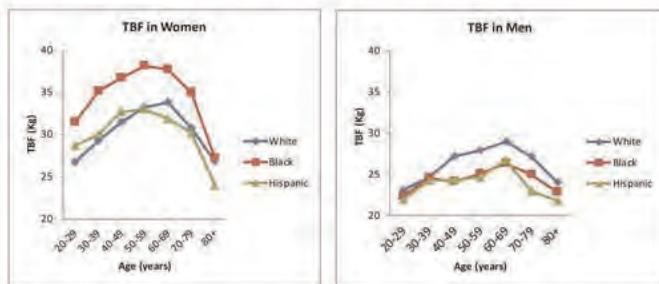 TBF in Women
40
35
30
25
20
TBF (Kg)
20-29
30-39
40-49
50-59
60-69
70-79
80+
Age (years)
White
Black
Hispanic
TBF in Men
40
35
30
25
20
TBF (Kg)
20-29
30-39
40-49
50-59
60-69
70-79
80+
Age (years)
White
Black
Hispanic